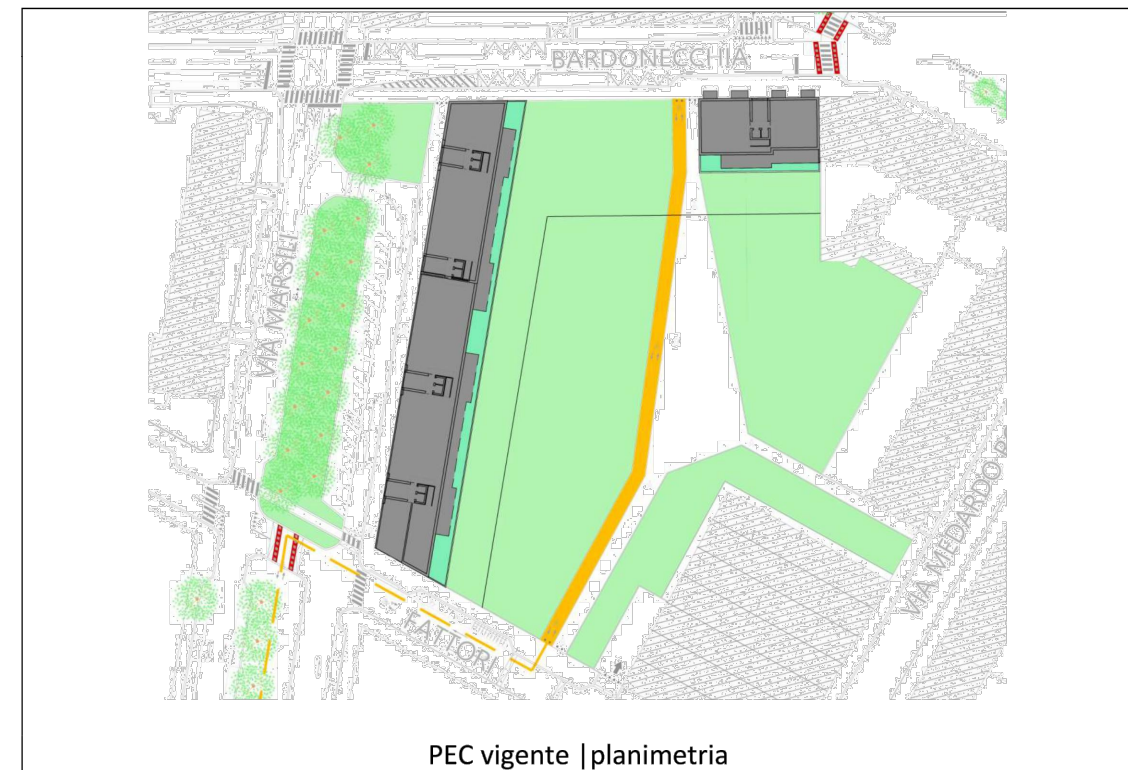 BARDONECCHIA
VIA MARSILI
VIA MEDARDO R
FATTORI
PEC vigente |planimetria